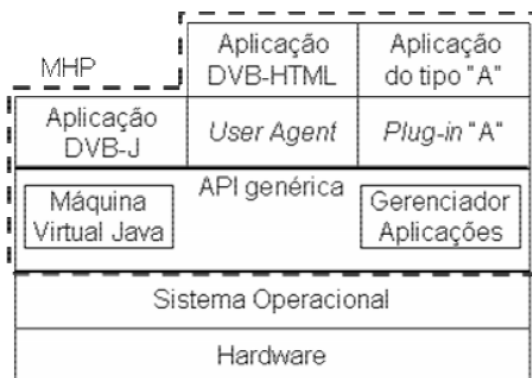 MHP
Aplicação
DVB-HTML
Aplicação
do tipo "A"
Aplicação
DVB-J
User Agent
Plug-in "A"
API genérica
Máquina
Virtual Java
Gerenciador
Aplicações
Sistema Operacional
Hardware